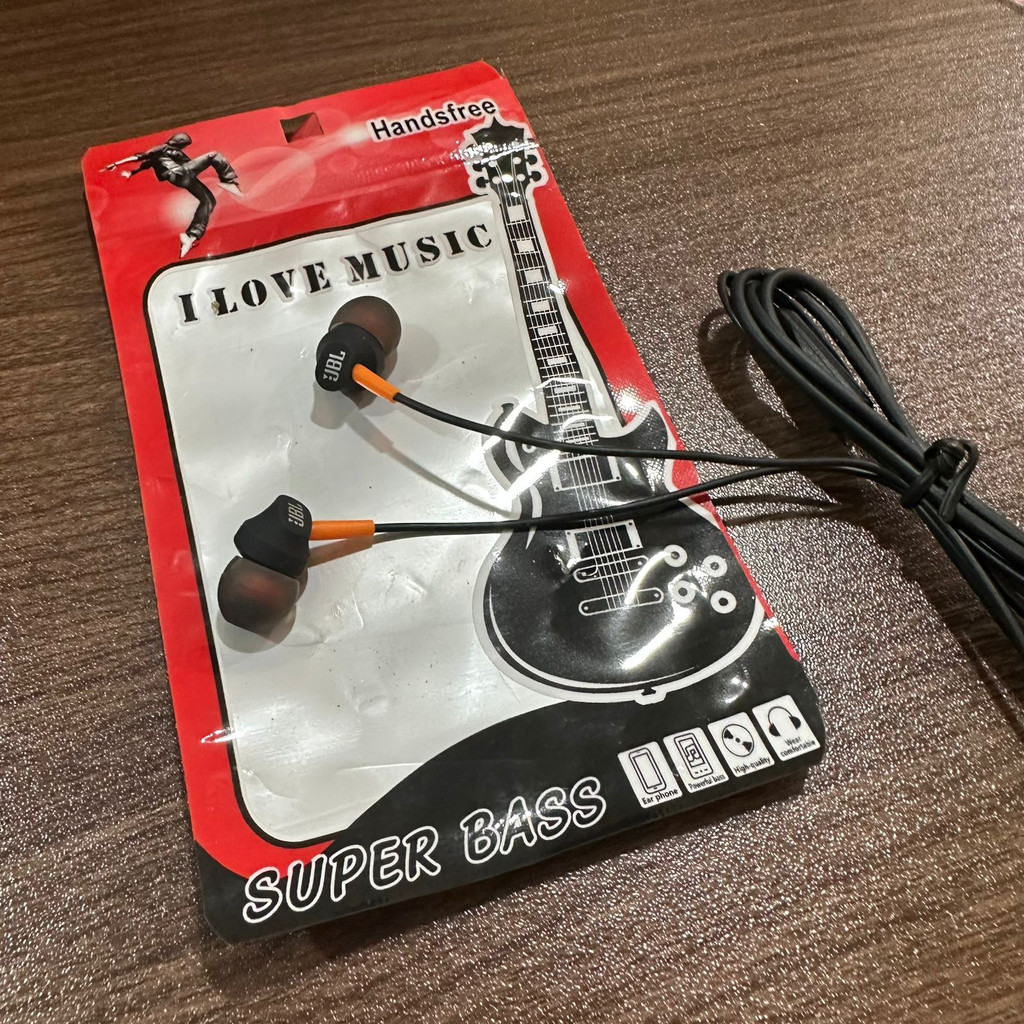 Handsfree
I LOVE MUSIC
JBL
JBL
Ear phone
Powerful bass
High-quality
Wear
comfortable
SUPER BASS